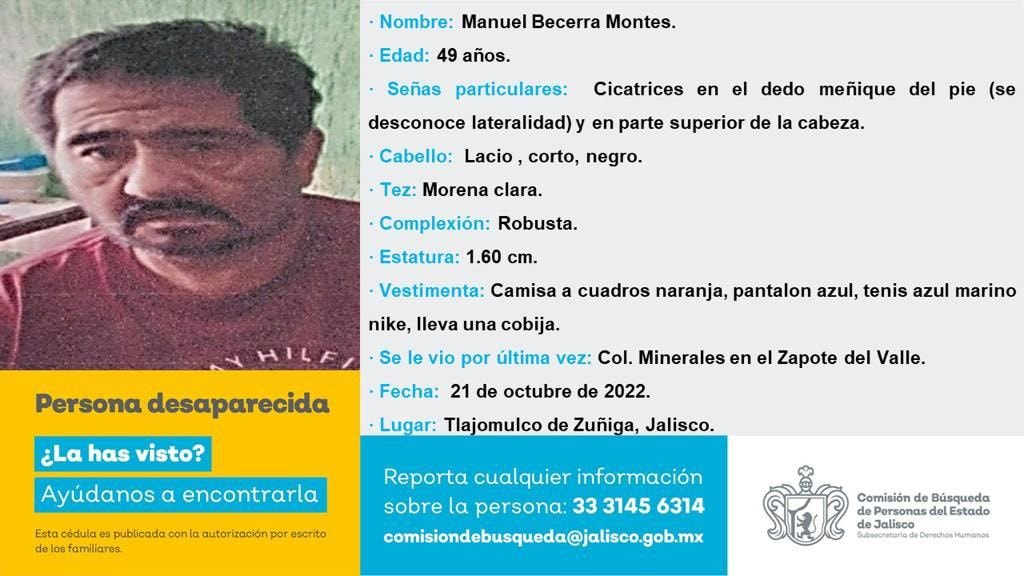 · Nombre: Manuel Becerra Montes.
· Edad: 49 años.
· Señas particulares: Cicatrices en el dedo meñique del pie (se
desconoce lateralidad) y en parte superior de la cabeza.
· Cabello: Lacio , corto, negro.
· Tez: Morena clara.
· Complexión: Robusta.
· Estatura: 1.60 cm.
· Vestimenta: Camisa a cuadros naranja, pantalon azul, tenis azul marino
nike, lleva una cobija.
· Se le vio por última vez: Col. Minerales en el Zapote del Valle.
· Fecha: 21 de octubre de 2022.
· Lugar: Tlajomulco de Zuñiga, Jalisco.
Y HILFI
Persona desaparecida
¿La has visto?
Ayúdanos a encontrarla
Esta cédula es publicada con la autorización por escrito
de los familiares.
Reporta cualquier información
sobre la persona: 33 3145 6314
comisiondebusqueda@jalisco.gob.mx
Comisión de Búsqueda
de Personas del Estado
de Jalisco
Subsecretaría de Derechos Humanos